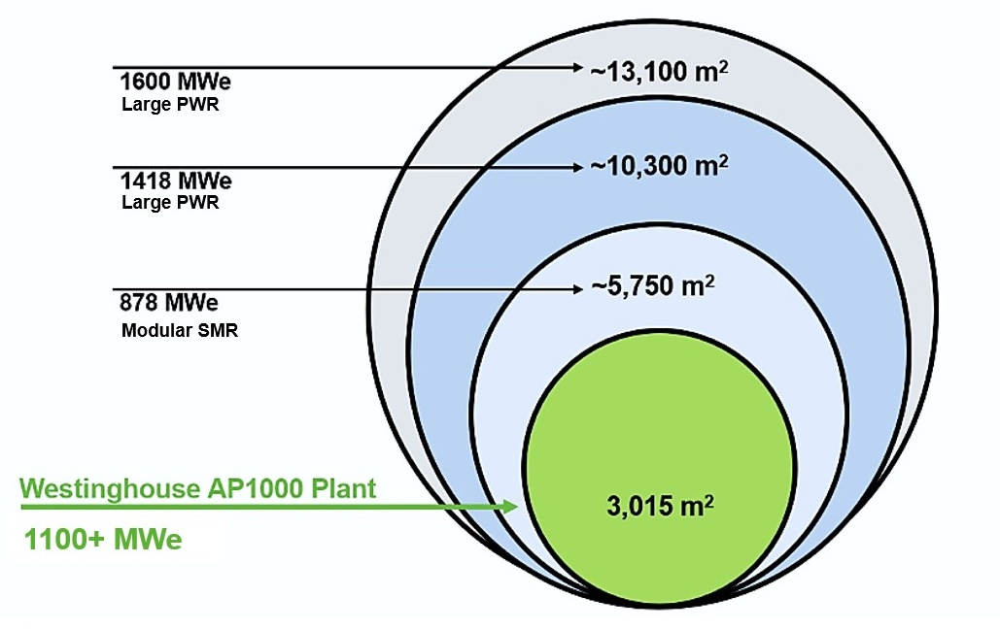 ~13,100 m²
1600 MWe
Large PWR
~10,300 m²
1418 MWe
Large PWR
~5,750 m²
878 MWe
Modular SMR
Westinghouse AP1000 Plant
3,015 m²
1100+ MWe